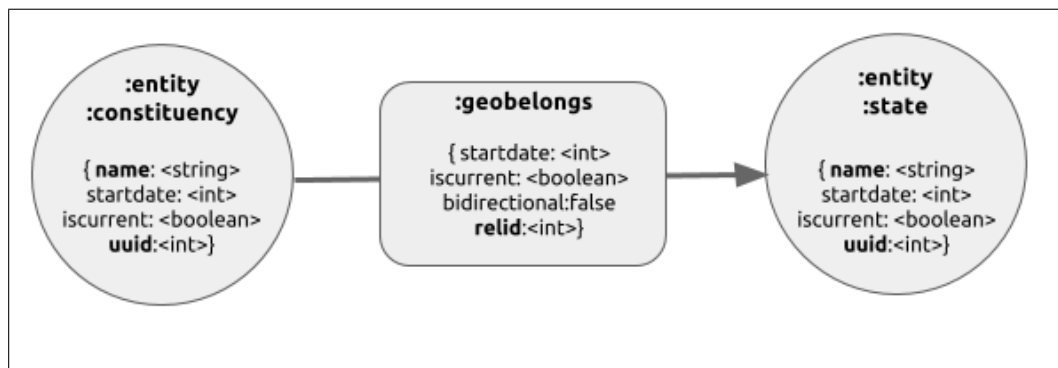 :entity
:constituency
{ name: <string>
startdate: <int>
iscurrent: <boolean>
uuid:<int>}
:geobelongs
{ startdate: <int>
iscurrent: <boolean>
bidirectional:false
relid:<int>}
:entity
:state
{ name: <string>
startdate: <int>
iscurrent: <boolean>
uuid:<int>}